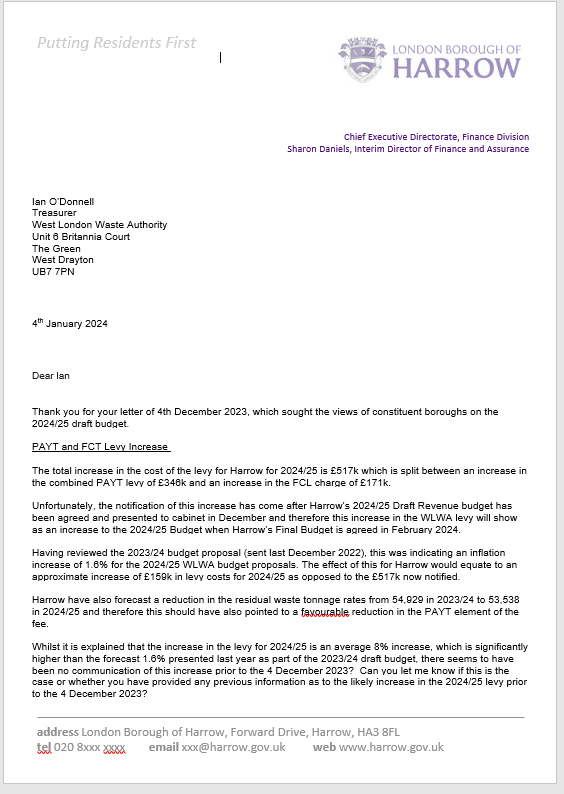 Putting Residents First
LONDON BOROUGH OF
HARROW
Chief Executive Directorate, Finance Division
Sharon Daniels, Interim Director of Finance and Assurance
Ian O'Donnell
Treasurer
West London Waste Authority
Unit 6 Britannia Court
The Green
West Drayton
UB7 7PN
4th January 2024
Dear Ian
Thank you for your letter of 4th December 2023, which sought the views of constituent boroughs on the
2024/25 draft budget.
PAYT and FCT Levy Increase
The total increase in the cost of the levy for Harrow for 2024/25 is £517k which is split between an increase in
the combined PAYT levy of £346k and an increase in the FCL charge of £171k.
Unfortunately, the notification of this increase has come after Harrow's 2024/25 Draft Revenue budget has
been agreed and presented to cabinet in December and therefore this increase in the WLWA levy will show
as an increase to the 2024/25 Budget when Harrow's Final Budget is agreed in February 2024.
Having reviewed the 2023/24 budget proposal (sent last December 2022), this was indicating an inflation
increase of 1.6% for the 2024/25 WLWA budget proposals. The effect of this for Harrow would equate to an
approximate increase of £159k in levy costs for 2024/25 as opposed to the £517k now notified.
Harrow have also forecast a reduction in the residual waste tonnage rates from 54,929 in 2023/24 to 53,538
in 2024/25 and therefore this should have also pointed to a favourable reduction in the PAYT element of the
fee.
Whilst it is explained that the increase in the levy for 2024/25 is an average 8% increase, which is significantly
higher than the forecast 1.6% presented last year as part of the 2023/24 draft budget, there seems to have
been no communication of this increase prior to the 4 December 2023? Can you let me know if this is the
case or whether you have provided any previous information as to the likely increase in the 2024/25 levy prior
to the 4 December 2023?
address London Borough of Harrow, Forward Drive, Harrow, HA3 8FL
tel 020 8xxx xxxx email xxx@harrow.gov.uk web www.harrow.gov.uk